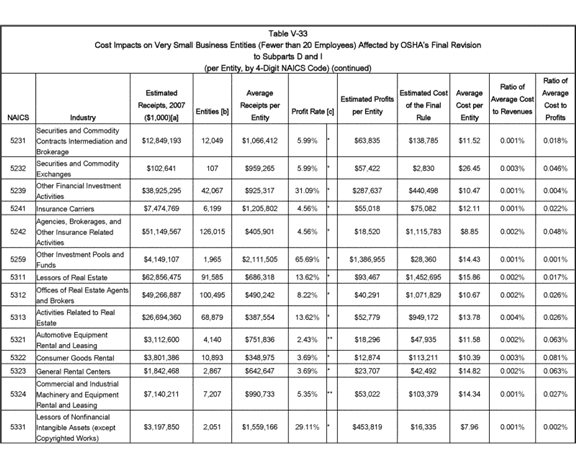 Table V-33
Cost Impacts on Very Small Business Entities (Fewer than 20 Employees) Affected by OSHA's Final Revision
to Subparts D and I
(per Entity, by 4-Digit NAICS Code) (continued)
NAICS Industry Estimated Receipts, 2007 ($1,000)[a] Entities [b] Average Receipts per Entity Profit Rate [c] Estimated Profits per Entity Estimated Cost of the Final Rule Average Cost per Entity Ratio of Average Cost to Revenues Ratio of Average Cost to Profits
5231 Securities and Commodity Contracts Intermediation and Brokerage $12,849,193 12,049 $1,066,412 5.99% * $63,835 $138,785 $11.52 0.001% 0.018%
5232 Securities and Commodity Exchanges $102,641 107 $959,265 5.99% * $57,422 $2,830 $26.45 0.003% 0.046%
5239 Other Financial Investment Activities $38,925,295 42,067 $925,317 31.09% * $287,637 $440,498 $10.47 0.001% 0.004%
5241 Insurance Carriers $7,474,769 6,199 $1,205,802 4.56% * $55,018 $75,082 $12.11 0.001% 0.022%
5242 Agencies, Brokerages, and Other Insurance Related Activities $51,149,567 126,015 $405,901 4.56% * $18,520 $1,115,783 $8.85 0.002% 0.048%
5259 Other Investment Pools and Funds $4,149,107 1,965 $2,111,505 65.69% * $1,386,955 $28,360 $14.43 0.001% 0.001%
5311 Lessors of Real Estate $62,856,475 91,585 $686,318 13.62% * $93,467 $1,452,695 $15.86 0.002% 0.017%
5312 Offices of Real Estate Agents and Brokers $49,266,887 100,495 $490,242 8.22% * $40,291 $1,071,829 $10.67 0.002% 0.026%
5313 Activities Related to Real Estate $26,694,360 68,879 $387,554 13.62% * $52,779 $949,172 $13.78 0.004% 0.026%
5321 Automotive Equipment Rental and Leasing $3,112,600 4,140 $751,836 2.43% ** $18,296 $47,935 $11.58 0.002% 0.063%
5322 Consumer Goods Rental $3,801,386 10,893 $348,975 3.69% * $12,874 $113,211 $10.39 0.003% 0.081%
5323 General Rental Centers $1,842,468 2,867 $642,647 3.69% * $23,707 $42,492 $14.82 0.002% 0.063%
5324 Commercial and Industrial Machinery and Equipment Rental and Leasing $7,140,211 7,207 $990,733 5.35% ** $53,022 $103,379 $14.34 0.001% 0.027%
5331 Lessors of Nonfinancial Intangible Assets (except Copyrighted Works) $3,197,850 2,051 $1,559,166 29.11% * $453,819 $16,335 $7.96 0.001% 0.002%